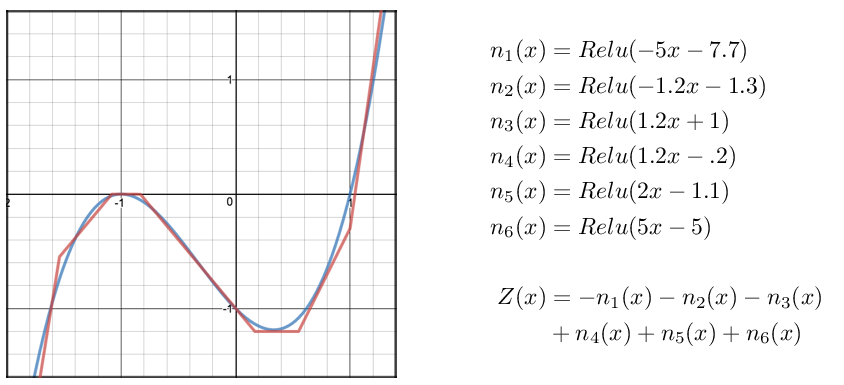 1
2
-1
0
1
-1
n₁(x) = Relu(−5x − 7.7)
n₂(x) = Relu(−1.2x − 1.3)
n₃(x) = Relu(1.2x + 1)
n₄(x) = Relu(1.2x − .2)
n₅(x) = Relu(2x − 1.1)
n₆(x) = Relu(5x − 5)
Z(x) = −n₁(x) − n₂(x) − n₃(x)
+ n₄(x) + n₅(x) + n₆(x)